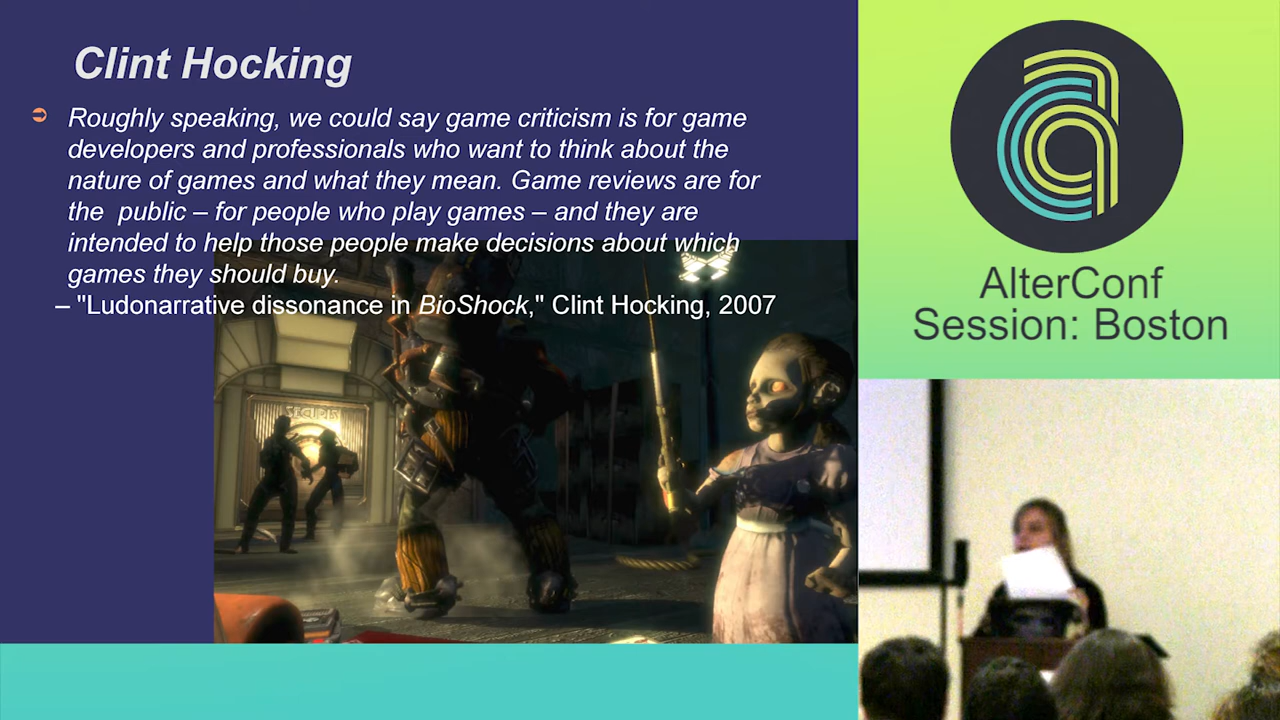 Clint Hocking
Roughly speaking, we could say game criticism is for game
developers and professionals who want to think about the
nature of games and what they mean. Game reviews are for
the public – for people who play games – and they are
intended to help those people make decisions about which
games they should buy.
– "Ludonarrative dissonance in BioShock," Clint Hocking, 2007
SECURIS
AlterConf
Session: Boston